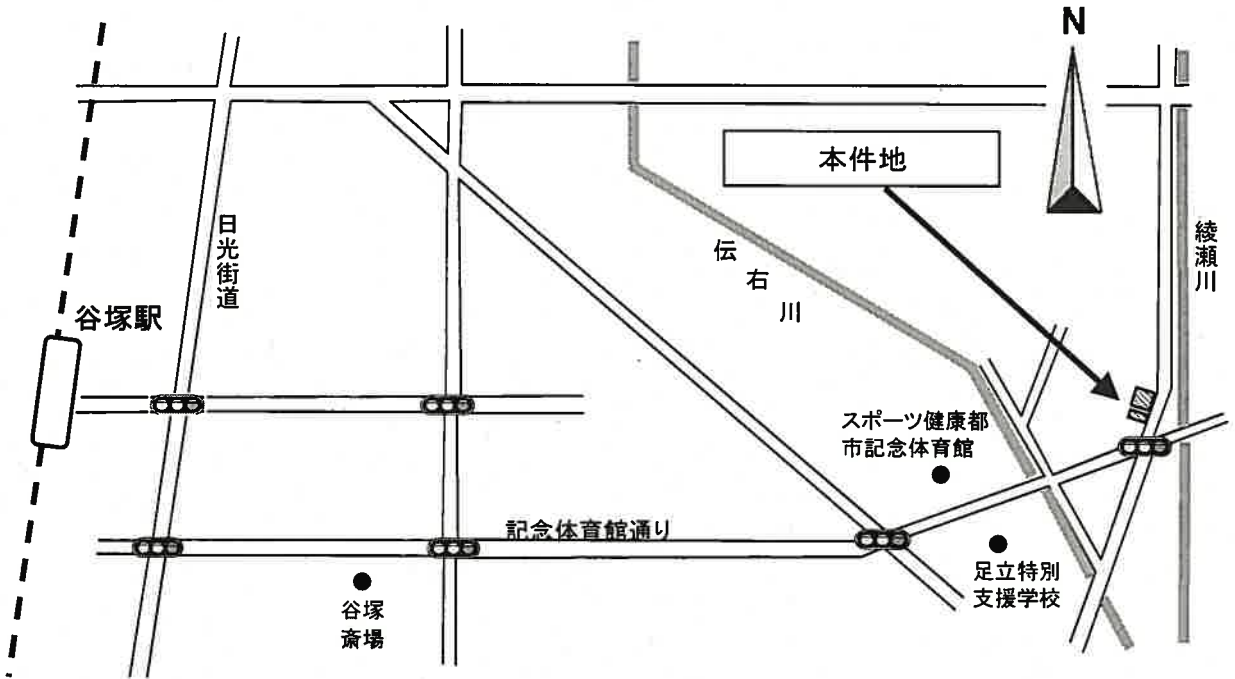 N
本件地
日光街道
伝右川
綾瀬川
谷塚駅
スポーツ健康都
市記念体育館
記念体育館通り
足立特別
支援学校
谷塚
斎場